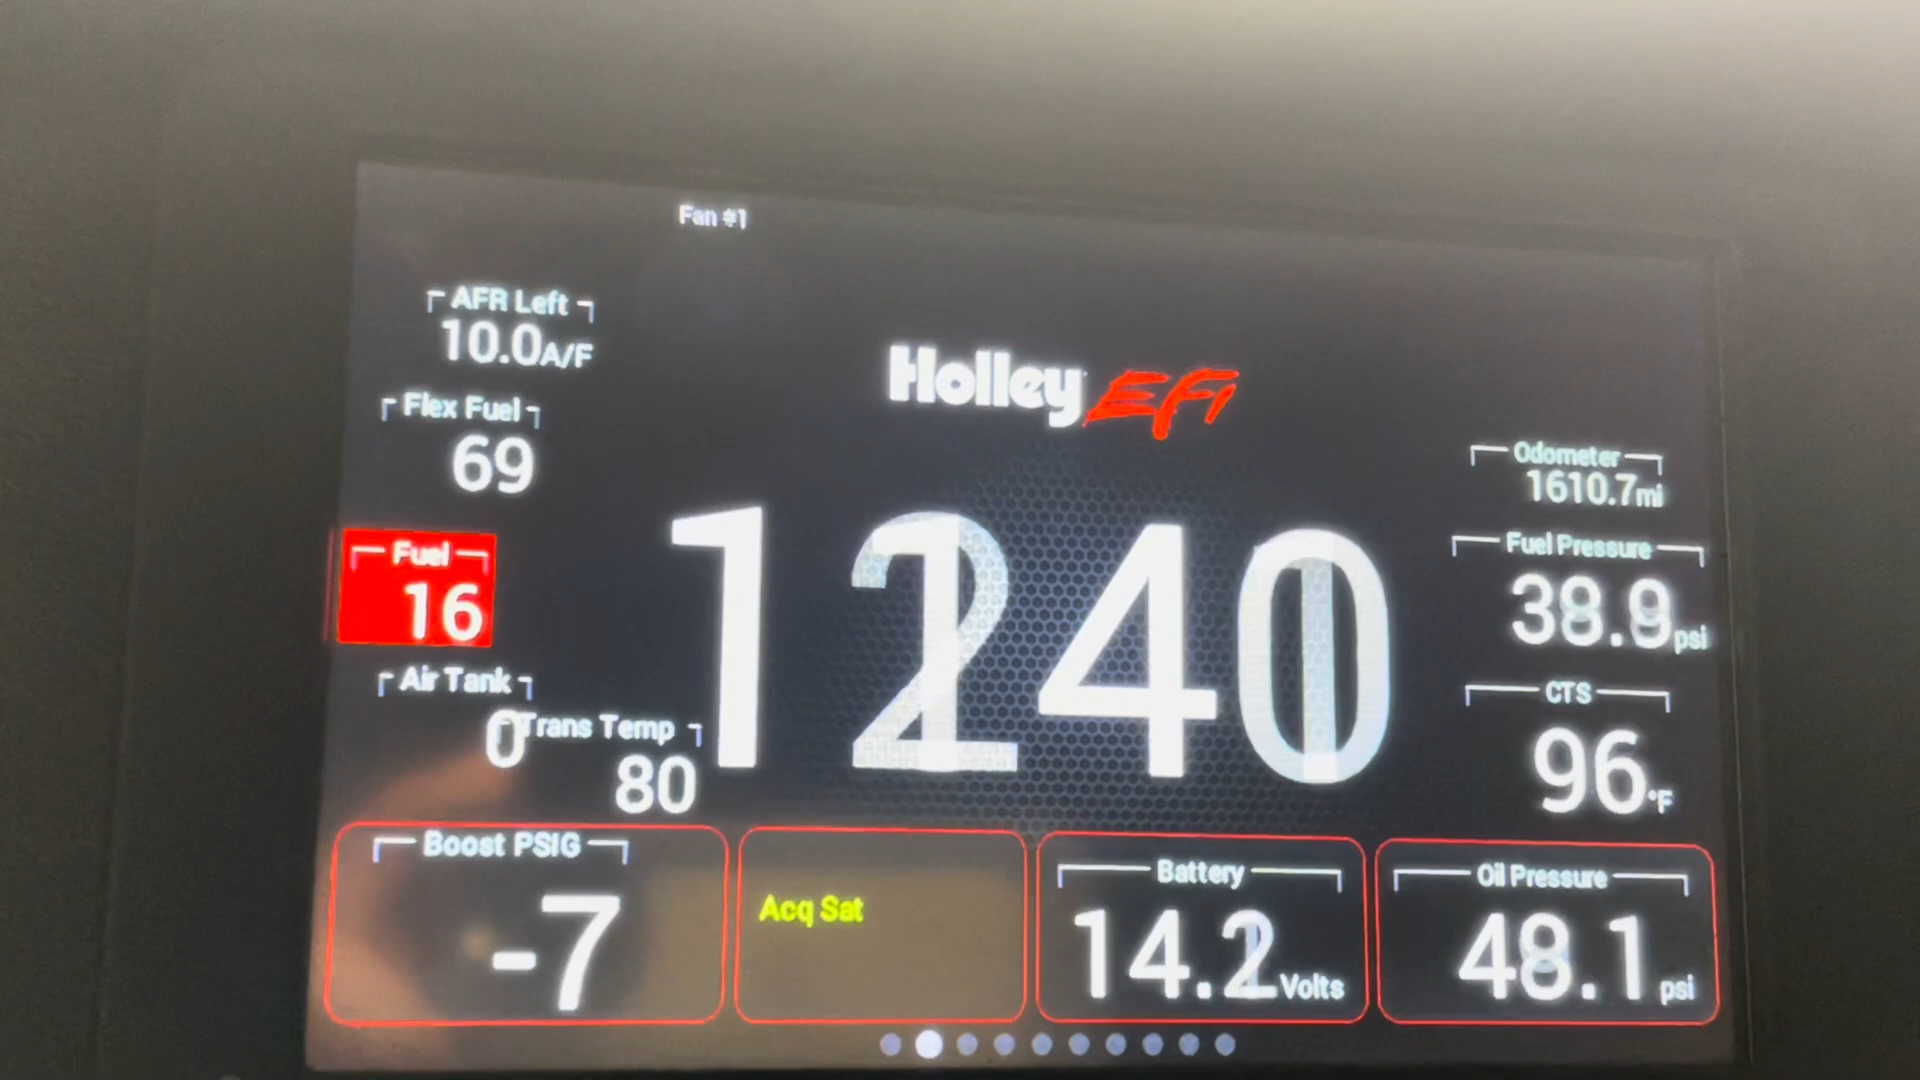 Fan #1
AFR Left
10.0A/F
Holley EFI
Flex Fuel
69
Odometer
1610.7mi
Fuel
16
1240
Fuel Pressure
38.9psi
Air Tank
0
Trans Temp
80
CTS
96°F
Boost PSIG
-7
Acq Sat
Battery
14.2Volts
Oil Pressure
48.1psi